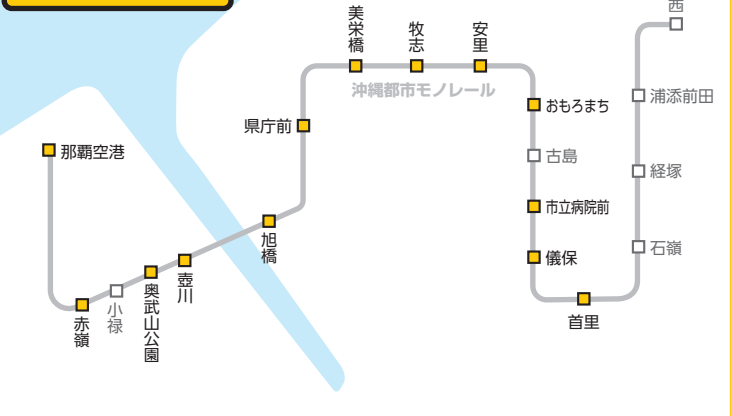 西
美栄橋
牧志
安里
沖縄都市モノレール
浦添前田
おもろまち
県庁前
那覇空港
古島
経塚
市立病院前
旭橋
石嶺
儀保
壺川
奥武山公園
小禄
赤嶺
首里